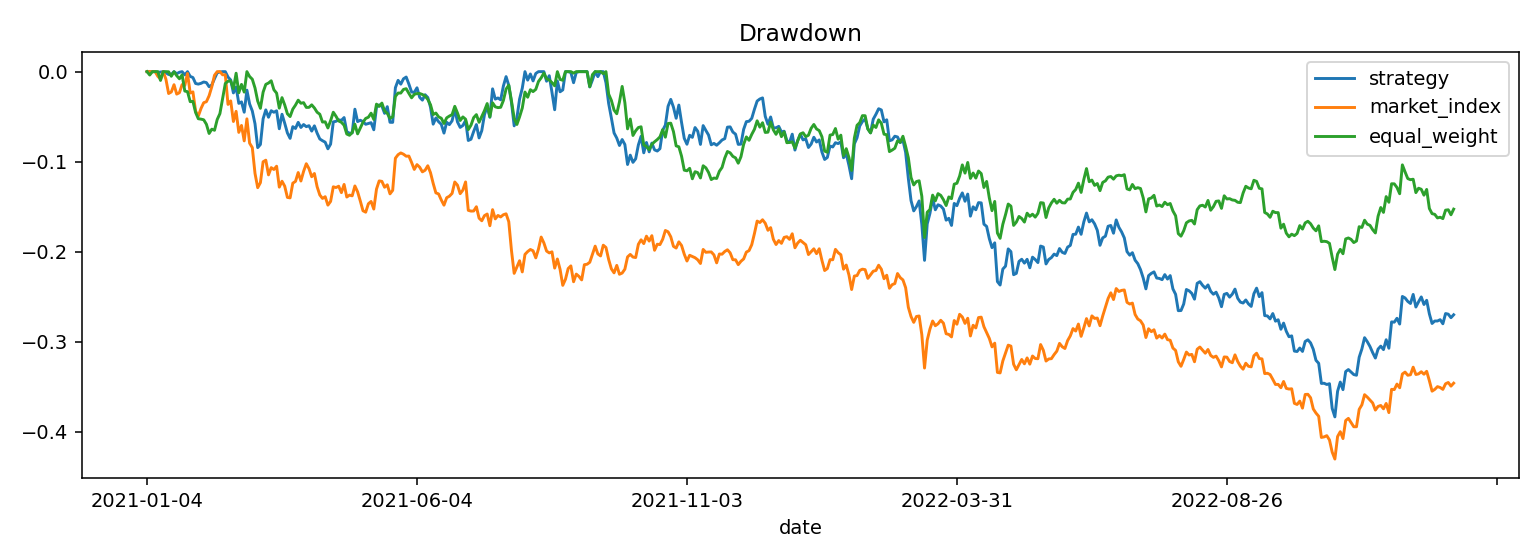 Drawdown
strategy
market_index
equal_weight
0.0
−0.1
−0.2
−0.3
−0.4
2021-01-04
2021-06-04
2021-11-03
2022-03-31
2022-08-26
date